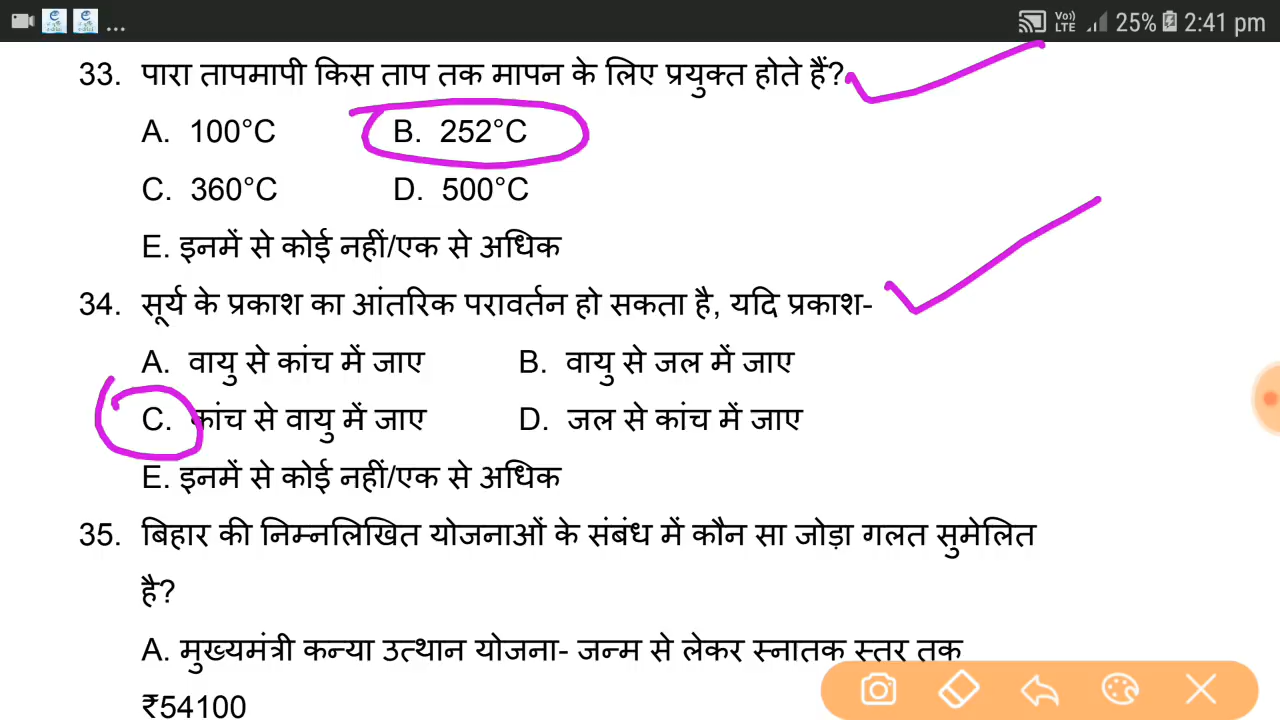 ... Vo) LTE 25% 2:41 pm
33. पारा तापमापी किस ताप तक मापन के लिए प्रयुक्त होते हैं?
A. 100°C B. 252°C
C. 360°C D. 500°C
E. इनमें से कोई नहीं/एक से अधिक
34. सूर्य के प्रकाश का आंतरिक परावर्तन हो सकता है, यदि प्रकाश-
A. वायु से कांच में जाए B. वायु से जल में जाए
C. कांच से वायु में जाए D. जल से कांच में जाए
E. इनमें से कोई नहीं/एक से अधिक
35. बिहार की निम्नलिखित योजनाओं के संबंध में कौन सा जोड़ा गलत सुमेलित
है?
A. मुख्यमंत्री कन्या उत्थान योजना- जन्म से लेकर स्नातक स्तर तक
₹54100